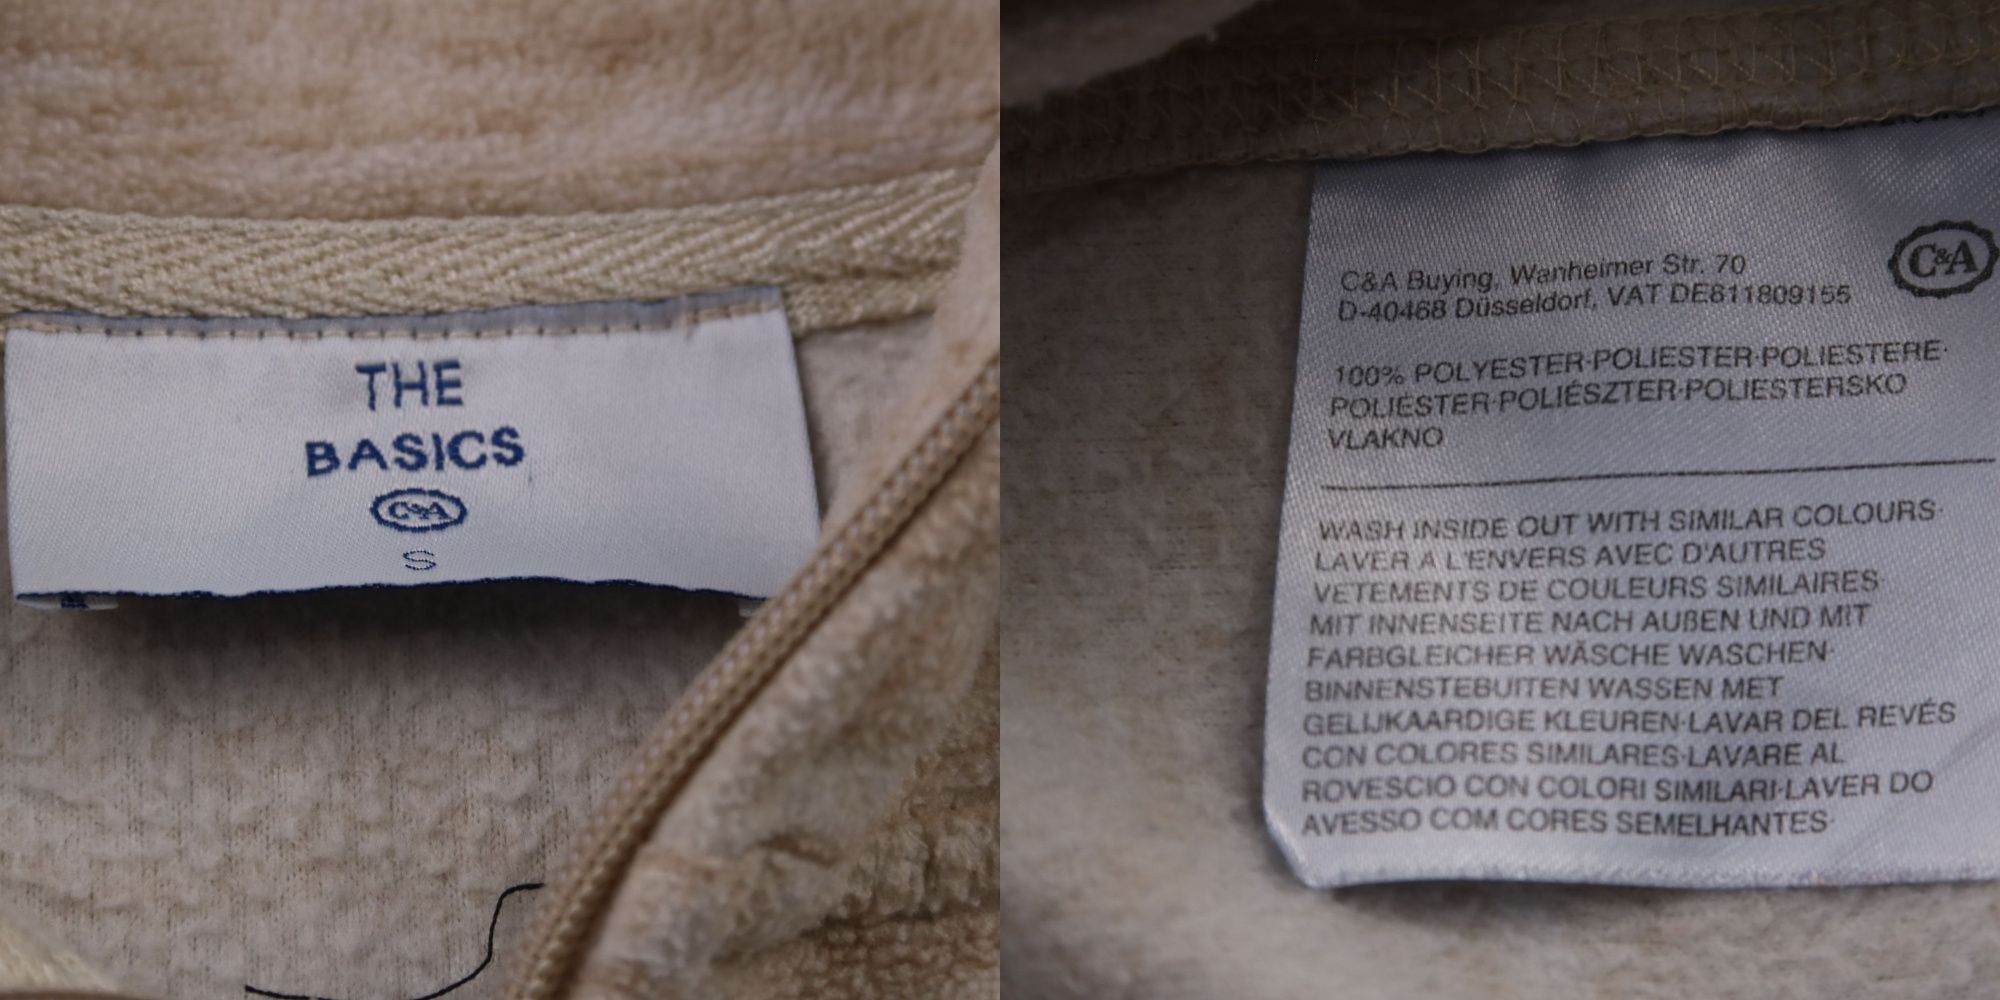 THE
BASICS
C&A
S
C&A
C&A Buying, Wanheimer Str. 70
D-40468 Düsseldorf, VAT DE811809155
100% POLYESTER·POLIESTER·POLIESTERE·
POLIÉSTER·POLIÉSZTER·POLIESTERSKO
VLAKNO
WASH INSIDE OUT WITH SIMILAR COLOURS·
LAVER A L'ENVERS AVEC D'AUTRES
VETEMENTS DE COULEURS SIMILAIRES·
MIT INNENSEITE NACH AUßEN UND MIT
FARBGLEICHER WÄSCHE WASCHEN·
BINNENSTEBUITEN WASSEN MET
GELIJKAARDIGE KLEUREN·LAVAR DEL REVÉS
CON COLORES SIMILARES·LAVARE AL
ROVESCIO CON COLORI SIMILARI·LAVER DO
AVESSO COM CORES SEMELHANTES·